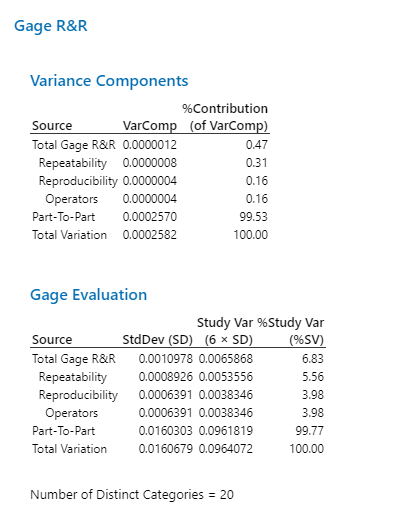 Gage R&R
Variance Components
%Contribution
Source VarComp (of VarComp)
Total Gage R&R 0.0000012 0.47
Repeatability 0.0000008 0.31
Reproducibility 0.0000004 0.16
Operators 0.0000004 0.16
Part-To-Part 0.0002570 99.53
Total Variation 0.0002582 100.00
Gage Evaluation
Study Var %Study Var
Source StdDev (SD) (6 × SD) (%SV)
Total Gage R&R 0.0010978 0.0065868 6.83
Repeatability 0.0008926 0.0053556 5.56
Reproducibility 0.0006391 0.0038346 3.98
Operators 0.0006391 0.0038346 3.98
Part-To-Part 0.0160303 0.0961819 99.77
Total Variation 0.0160679 0.0964072 100.00
Number of Distinct Categories = 20